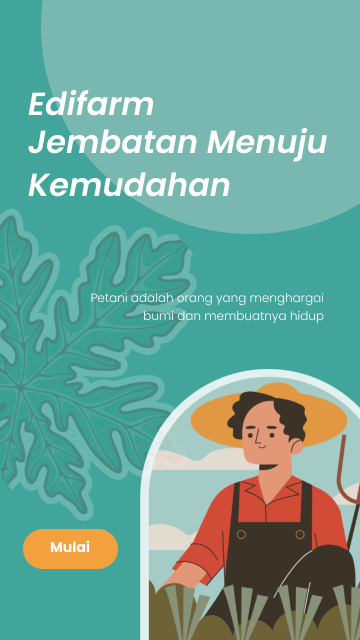 Edifarm
Jembatan Menuju
Kemudahan
Petani adalah orang yang menghargai
bumi dan membuatnya hidup
Mulai